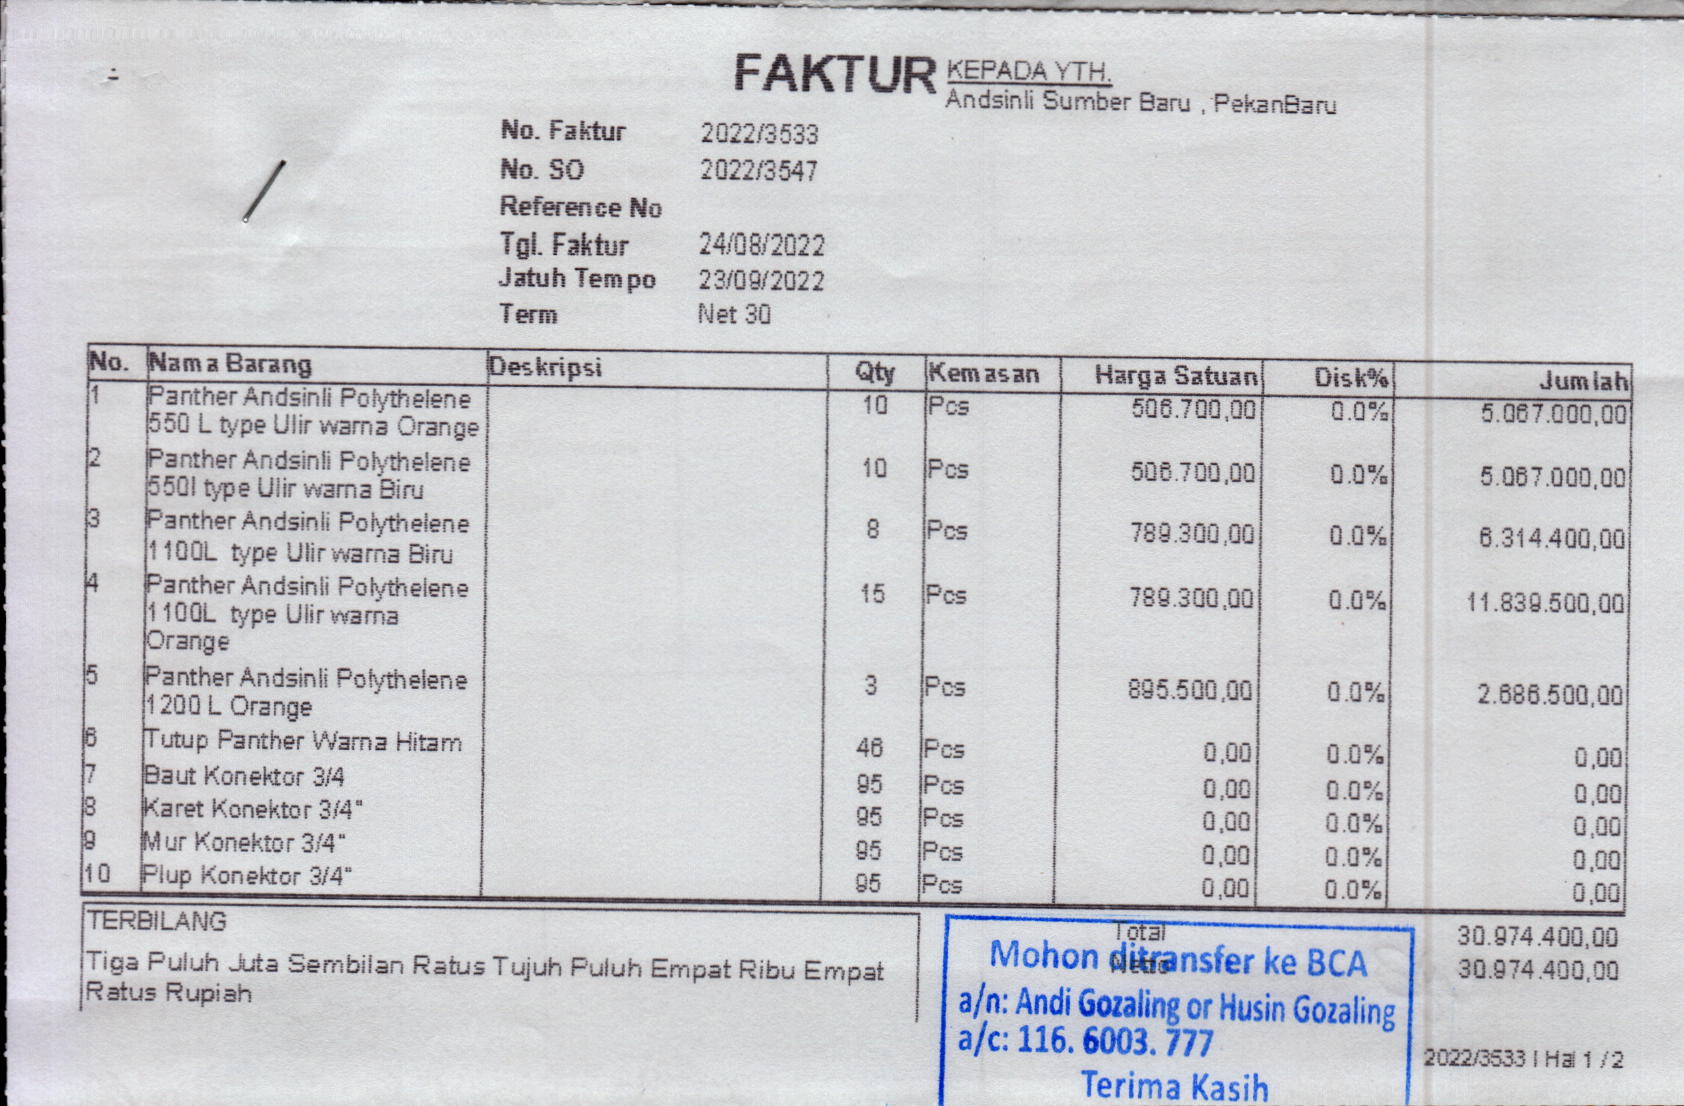 FAKTUR
KEPADA YTH.
Andsinli Sumber Baru , PekanBaru
No. Faktur 2022/3533
No. SO 2022/3547
Reference No
Tgl. Faktur 24/08/2022
Jatuh Tempo 23/09/2022
Term Net 30
No. Nama Barang Deskripsi Qty Kemasan Harga Satuan Disk% Jumlah
1 Panther Andsinli Polythelene 10 Pcs 506.700,00 0.0% 5.067.000,00
550 L type Ulir warna Orange
2 Panther Andsinli Polythelene 10 Pcs 506.700,00 0.0% 5.067.000,00
550l type Ulir warna Biru
3 Panther Andsinli Polythelene 8 Pcs 789.300,00 0.0% 6.314.400,00
1100L type Ulir warna Biru
4 Panther Andsinli Polythelene 15 Pcs 789.300,00 0.0% 11.839.500,00
1100L type Ulir warna
Orange
5 Panther Andsinli Polythelene 3 Pcs 895.500,00 0.0% 2.686.500,00
1200 L Orange
6 Tutup Panther Warna Hitam 46 Pcs 0,00 0.0% 0,00
7 Baut Konektor 3/4 95 Pcs 0,00 0.0% 0,00
8 Karet Konektor 3/4" 95 Pcs 0,00 0.0% 0,00
9 Mur Konektor 3/4" 95 Pcs 0,00 0.0% 0,00
10 Plup Konektor 3/4" 95 Pcs 0,00 0.0% 0,00
TERBILANG
Tiga Puluh Juta Sembilan Ratus Tujuh Puluh Empat Ribu Empat
Ratus Rupiah
Total 30.974.400,00
Netto 30.974.400,00
Mohon ditransfer ke BCA
a/n: Andi Gozaling or Husin Gozaling
a/c: 116. 6003. 777
Terima Kasih
2022/3533 | Hal 1 / 2